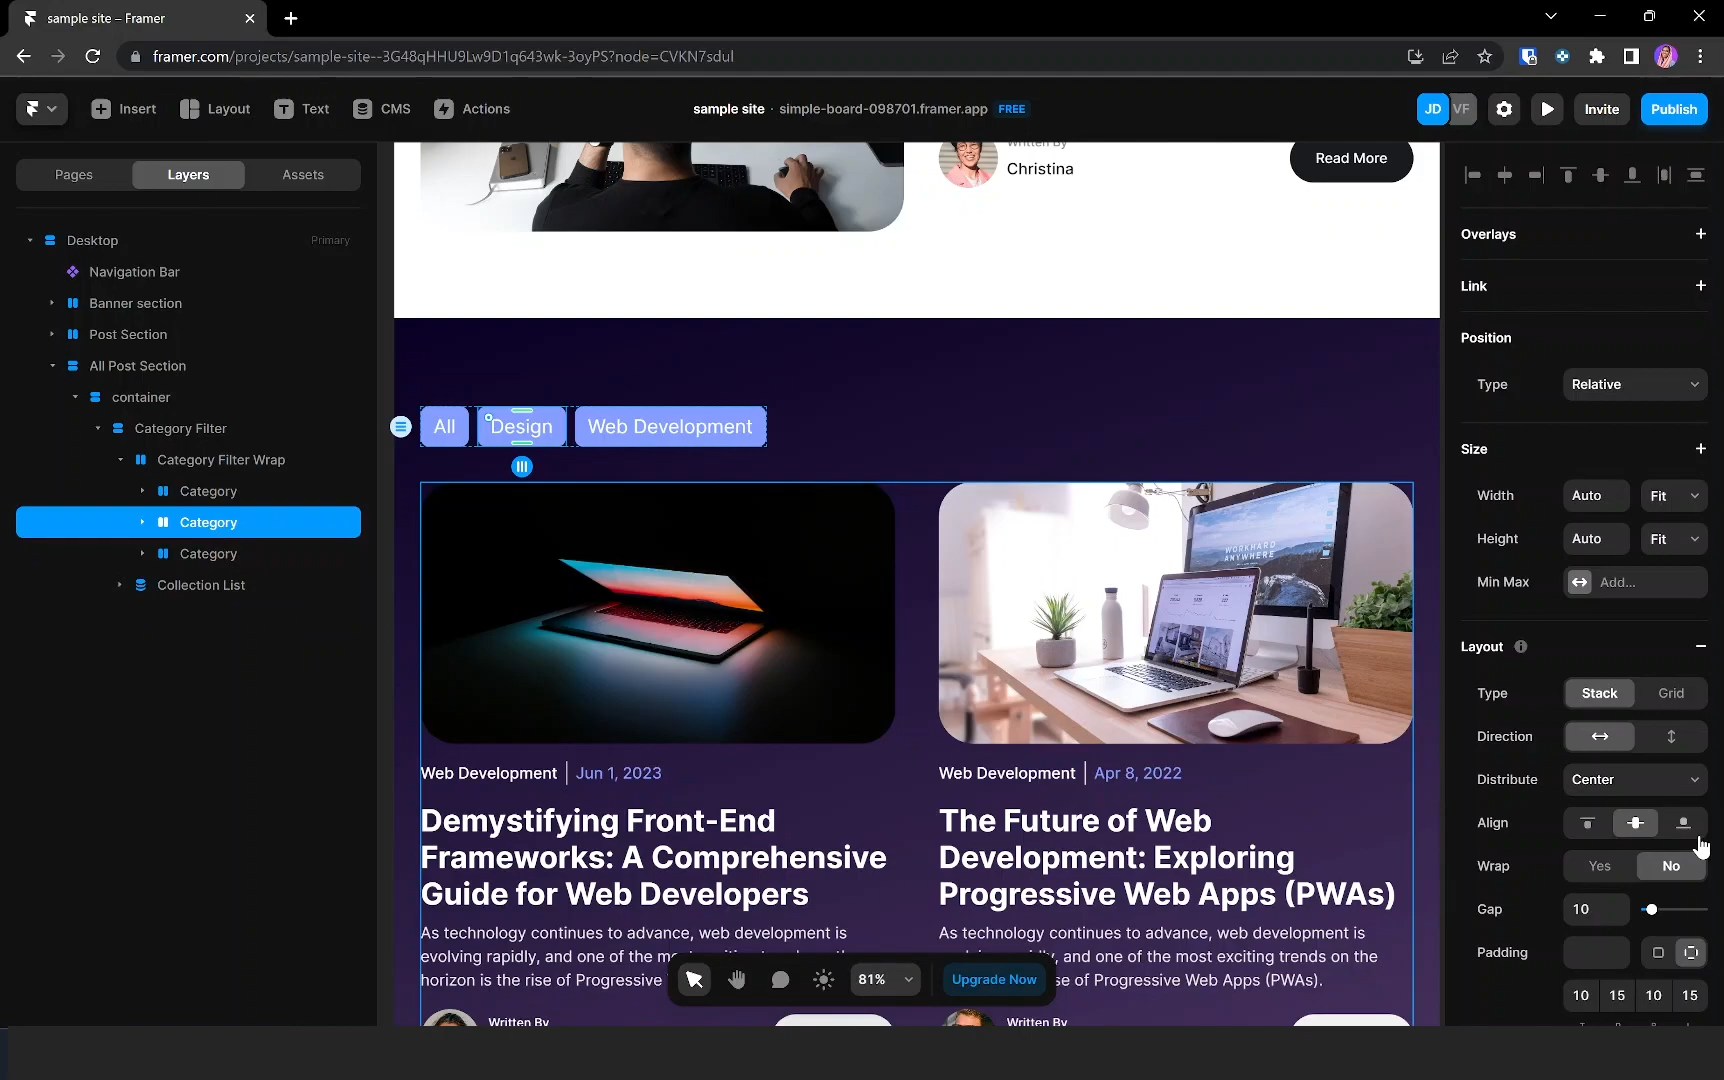 sample site – Framer
framer.com/projects/sample-site--3G48qHHU9Lw9D1q643wk-3oyPS?node=CVKN7sdul
Insert
Layout
Text
CMS
Actions
sample site · simple-board-098701.framer.app FREE
JD VF
Invite
Publish
Pages
Layers
Assets
Desktop
Primary
Navigation Bar
Banner section
Post Section
All Post Section
container
Category Filter
Category Filter Wrap
Category
Category
Category
Collection List
Written By
Christina
Read More
All
Design
Web Development
WORKHARD
ANYWHERE
Web Development
Jun 1, 2023
Demystifying Front-End
Frameworks: A Comprehensive
Guide for Web Developers
As technology continues to advance, web development is
evolving rapidly, and one of the
horizon is the rise of Progressive
Written By
Web Development
Apr 8, 2022
The Future of Web
Development: Exploring
Progressive Web Apps (PWAs)
As technology continues to advance, web development is
, and one of the most exciting trends on the
se of Progressive Web Apps (PWAs).
Written By
81%
Upgrade Now
Overlays
Link
Position
Type
Relative
Size
Width
Auto
Fit
Height
Auto
Fit
Min Max
Add...
Layout
Type
Stack
Grid
Direction
Distribute
Center
Align
Wrap
Yes
No
Gap
10
Padding
10
15
10
15